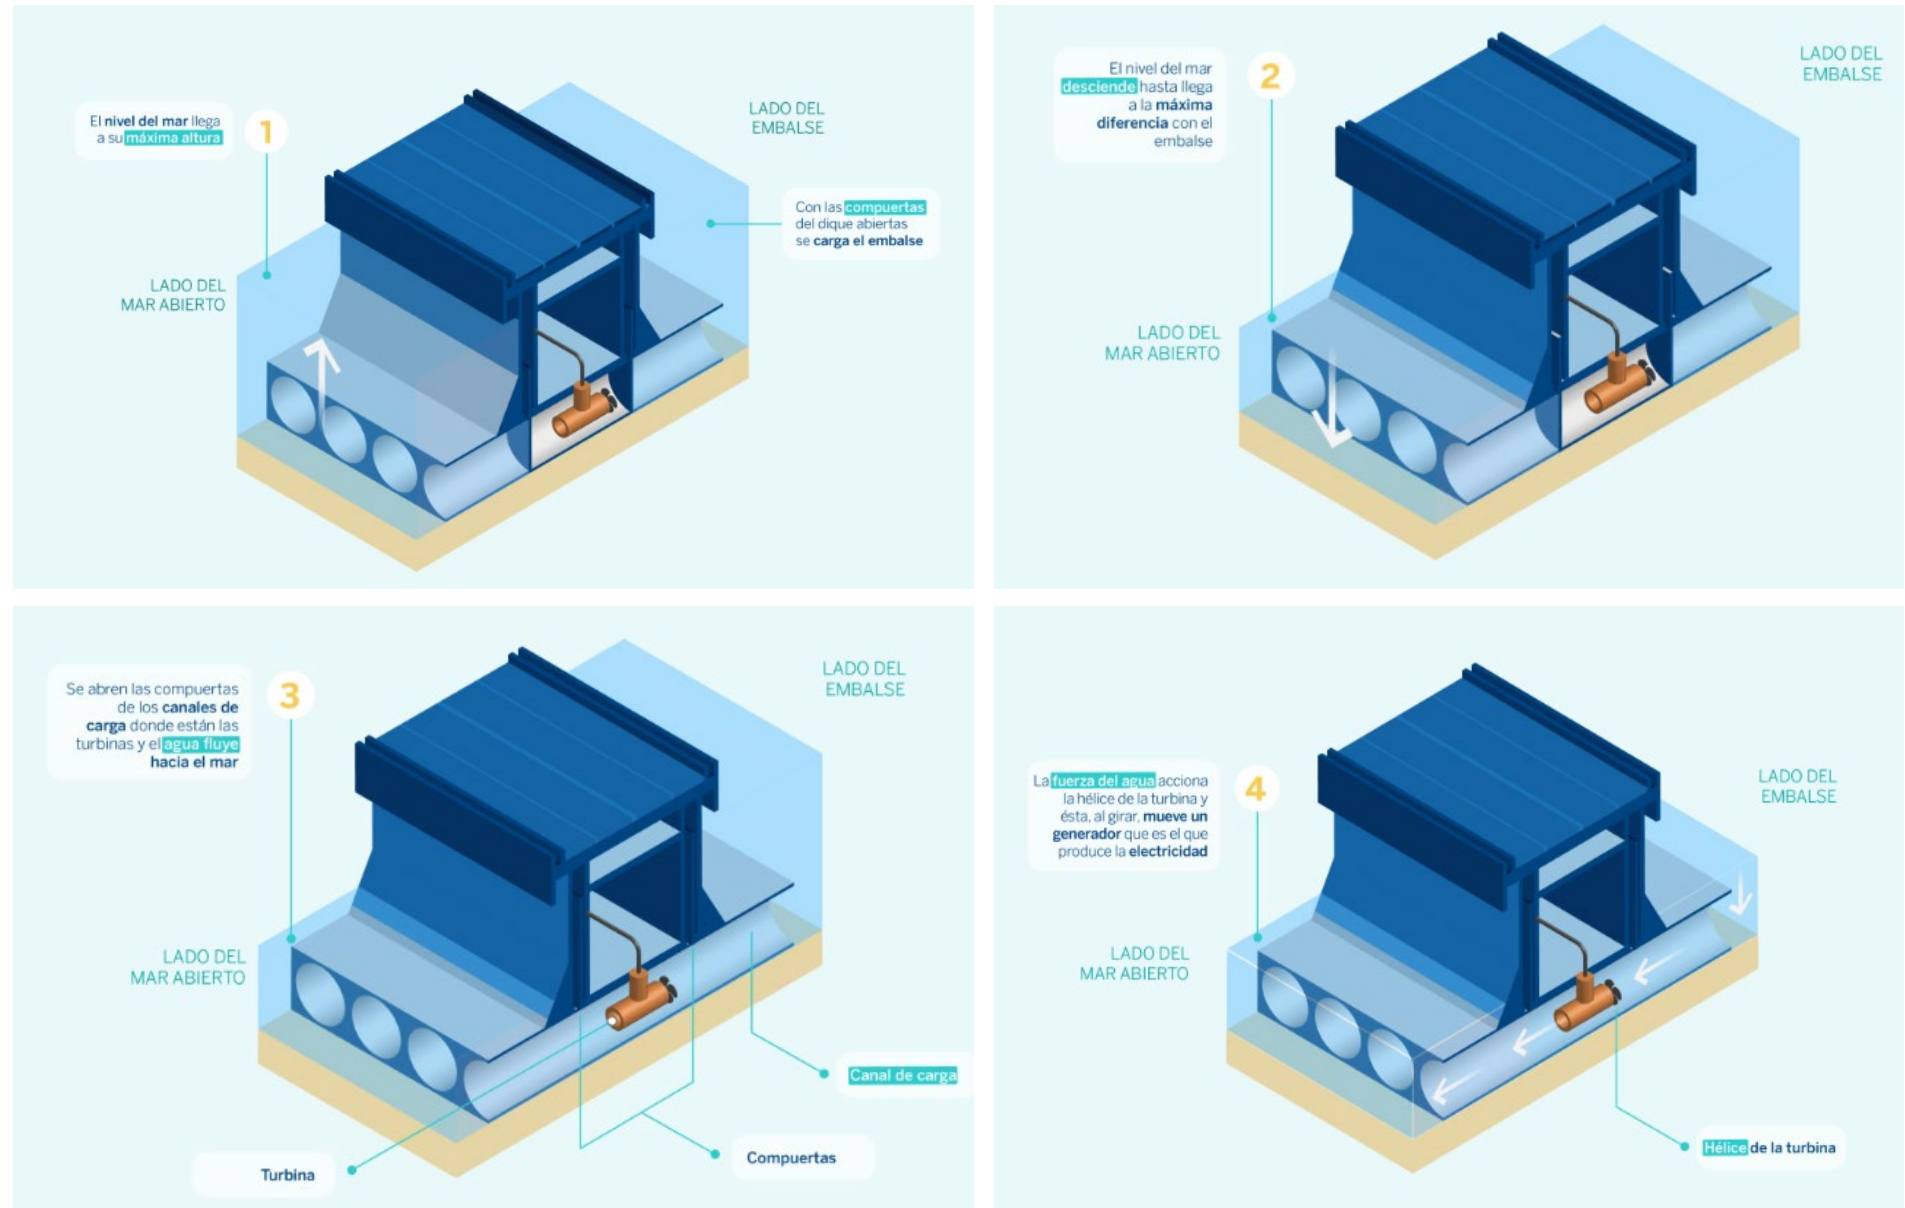 El nivel del mar llega
a su máxima altura
1
LADO DEL
EMBALSE
Con las compuertas
del dique abiertas
se carga el embalse
LADO DEL
MAR ABIERTO
El nivel del mar
desciende hasta llega
a la máxima
diferencia con el
embalse
2
LADO DEL
EMBALSE
LADO DEL
MAR ABIERTO
Se abren las compuertas
de los canales de
carga donde están las
turbinas y el agua fluye
hacia el mar
3
LADO DEL
EMBALSE
LADO DEL
MAR ABIERTO
Canal de carga
Compuertas
Turbina
La fuerza del agua acciona
la hélice de la turbina y
ésta, al girar, mueve un
generador que es el que
produce la electricidad
4
LADO DEL
EMBALSE
LADO DEL
MAR ABIERTO
Hélice de la turbina